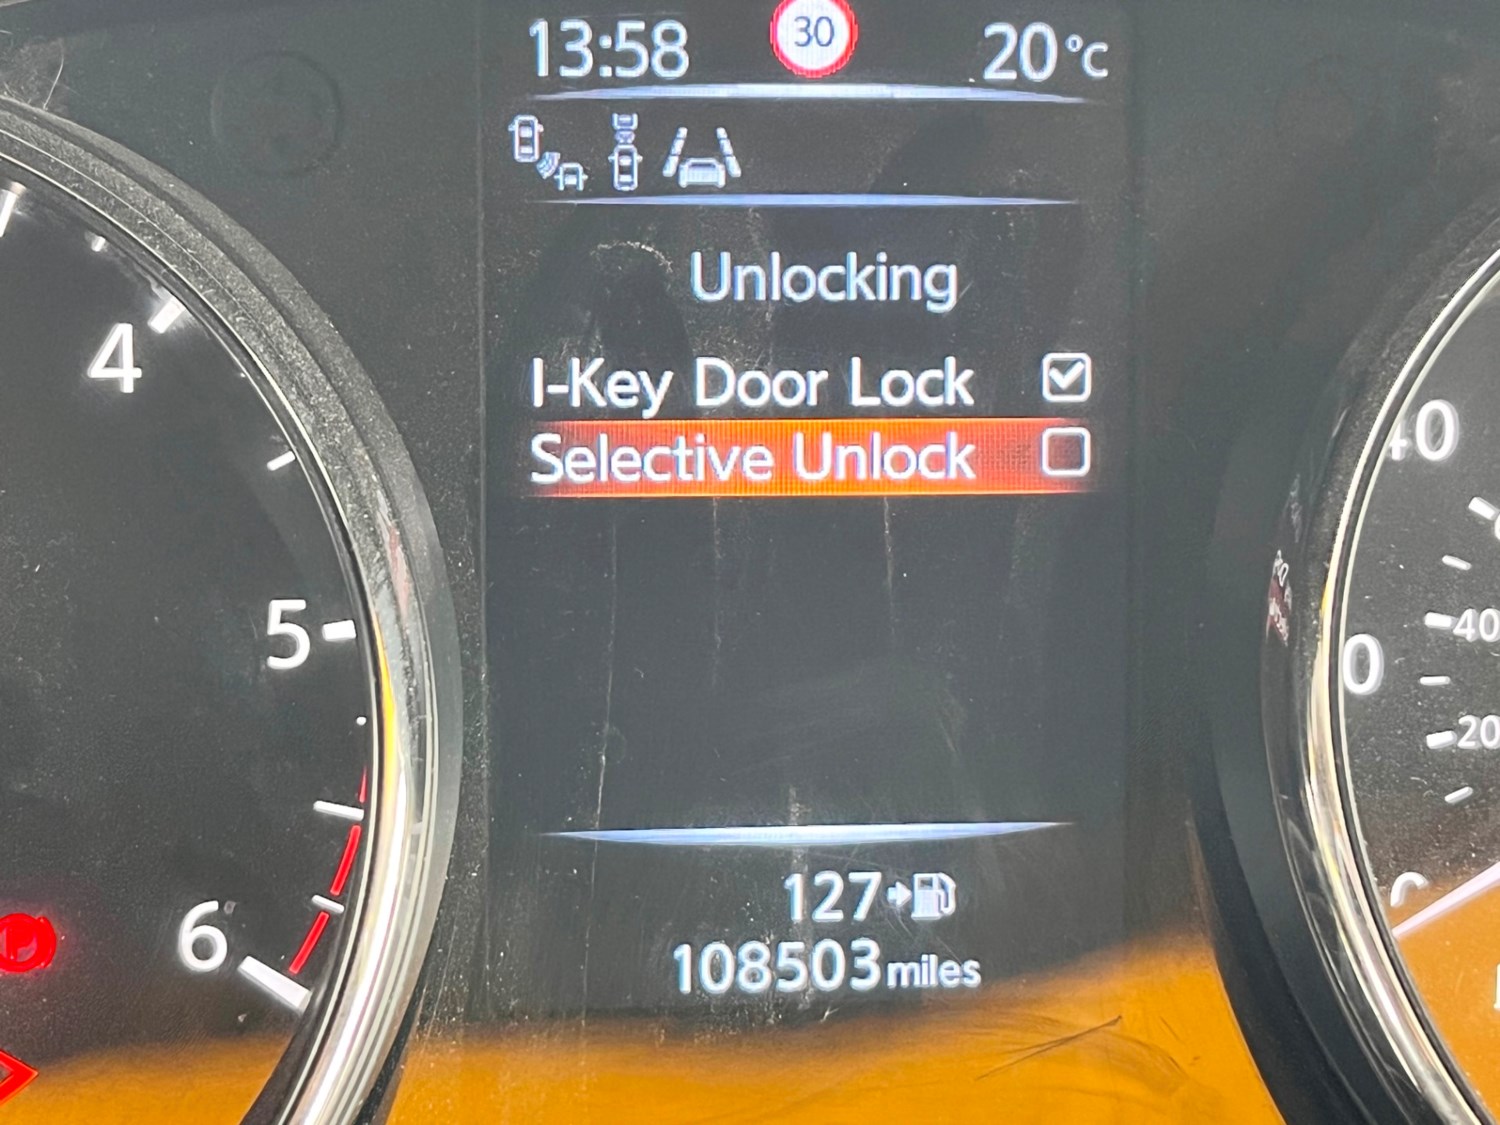 13:58 30 20°C
Unlocking
I-Key Door Lock
Selective Unlock
127
108503 miles
4
5
6
40
0
40
20